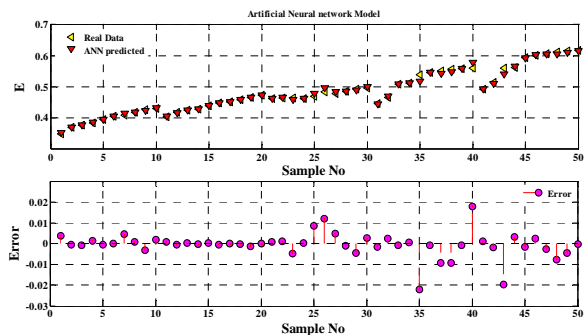 Artificial Neural network Model
0.7
0.6
0.5
0.4
E
Real Data
ANN predicted
0 5 10 15 20 25 30 35 40 45 50
Sample No
0.02
0.01
0
-0.01
-0.02
-0.03
Error
Error
0 5 10 15 20 25 30 35 40 45 50
Sample No